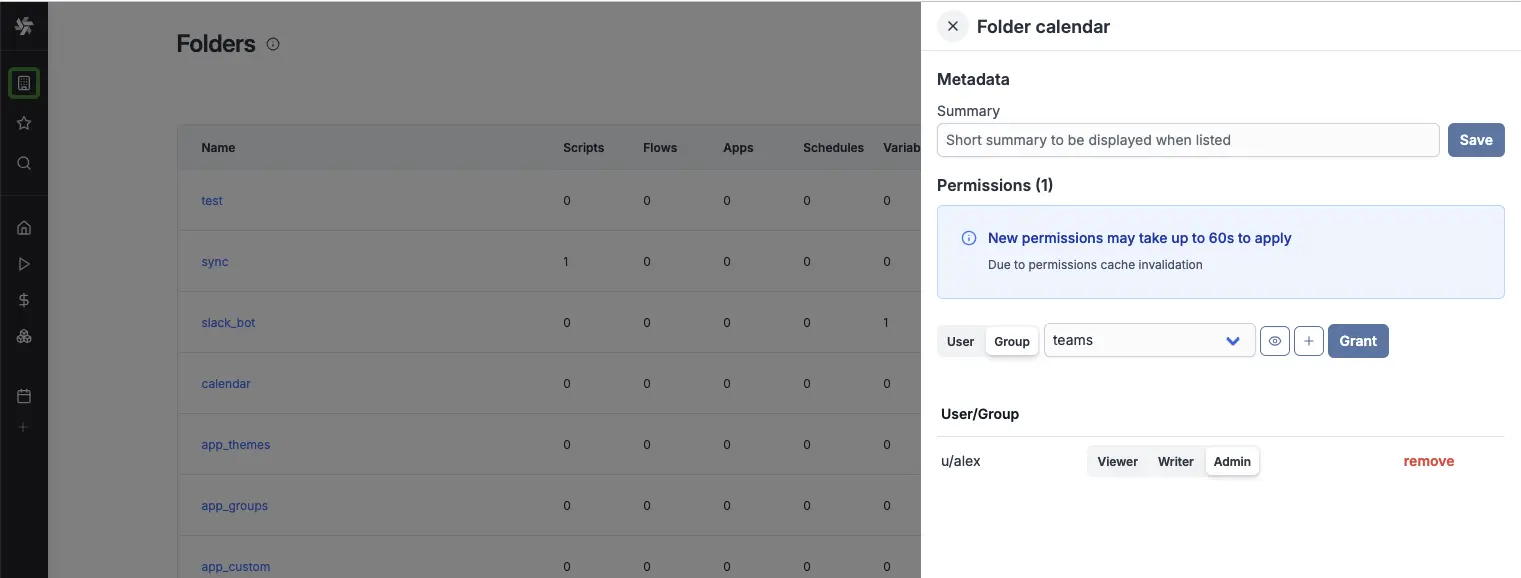 Folders
Name Scripts Flows Apps Schedules Variab
test 0 0 0 0 0
sync 1 0 0 0 0
slack_bot 0 0 0 0 1
calendar 0 0 0 0 0
app_themes 0 0 0 0 0
app_groups 0 0 0 0 0
app_custom 0 0 0 0 0
Folder calendar
Metadata
Summary
Short summary to be displayed when listed Save
Permissions (1)
New permissions may take up to 60s to apply
Due to permissions cache invalidation
User Group teams Grant
User/Group
u/alex Viewer Writer Admin remove